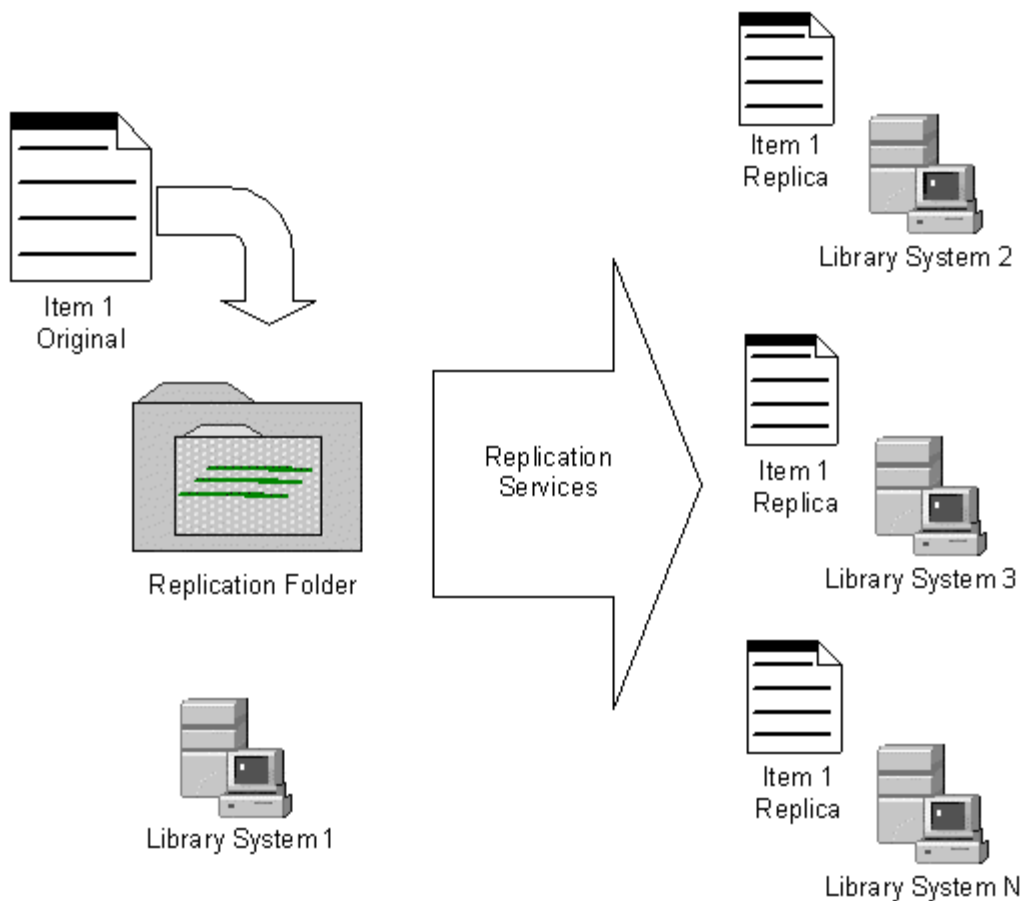 Item 1
Original
Replication Folder
Library System 1
Replication
Services
Item 1
Replica
Library System 2
Item 1
Replica
Library System 3
Item 1
Replica
Library System N